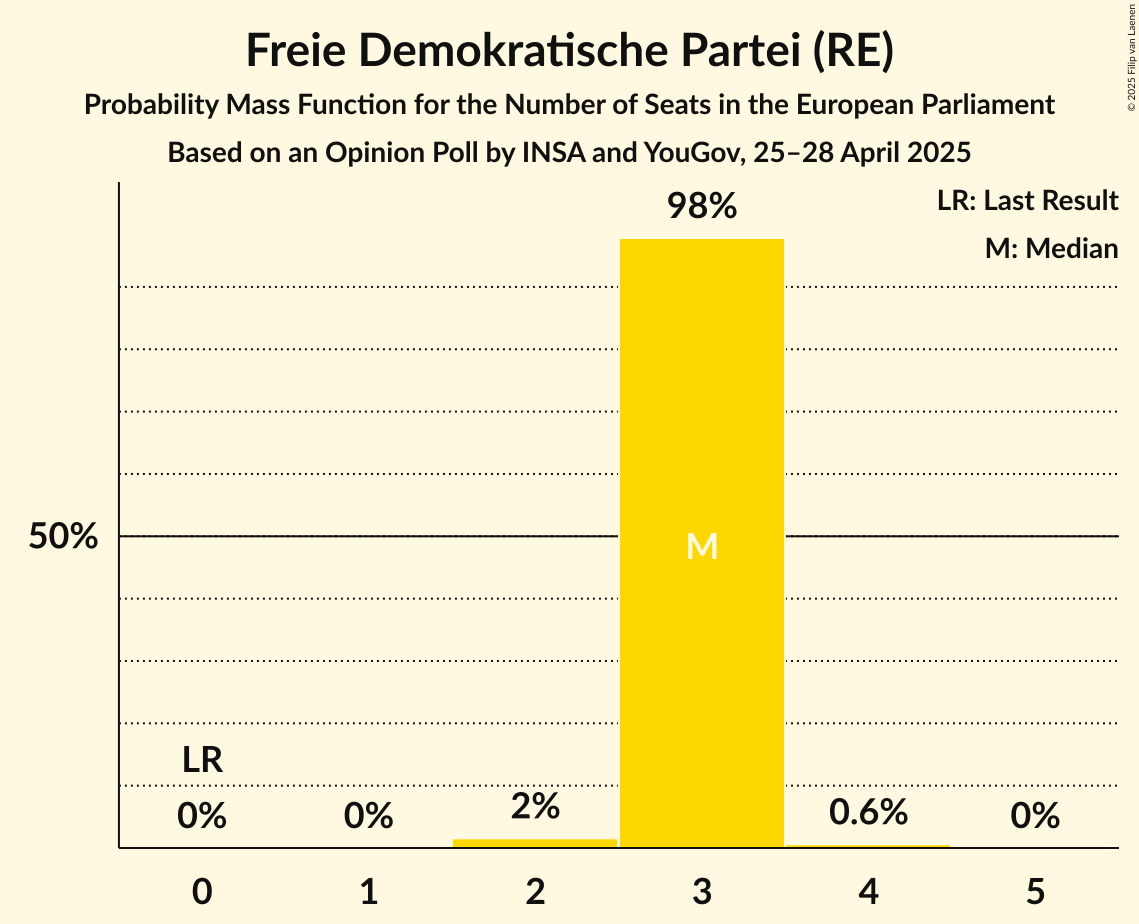 Freie Demokratische Partei (RE)
Probability Mass Function for the Number of Seats in the European Parliament
Based on an Opinion Poll by INSA and YouGov, 25–28 April 2025
© 2025 Filip van Laenen
LR: Last Result
M: Median
98%
50%
M
LR
0%
0%
2%
0.6%
0%
0
1
2
3
4
5